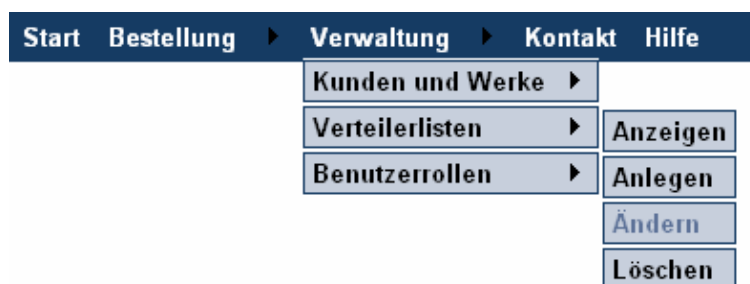 Start Bestellung Verwaltung Kontakt Hilfe
Kunden und Werke
Verteilerlisten
Benutzerrollen
Anzeigen
Anlegen
Ändern
Löschen